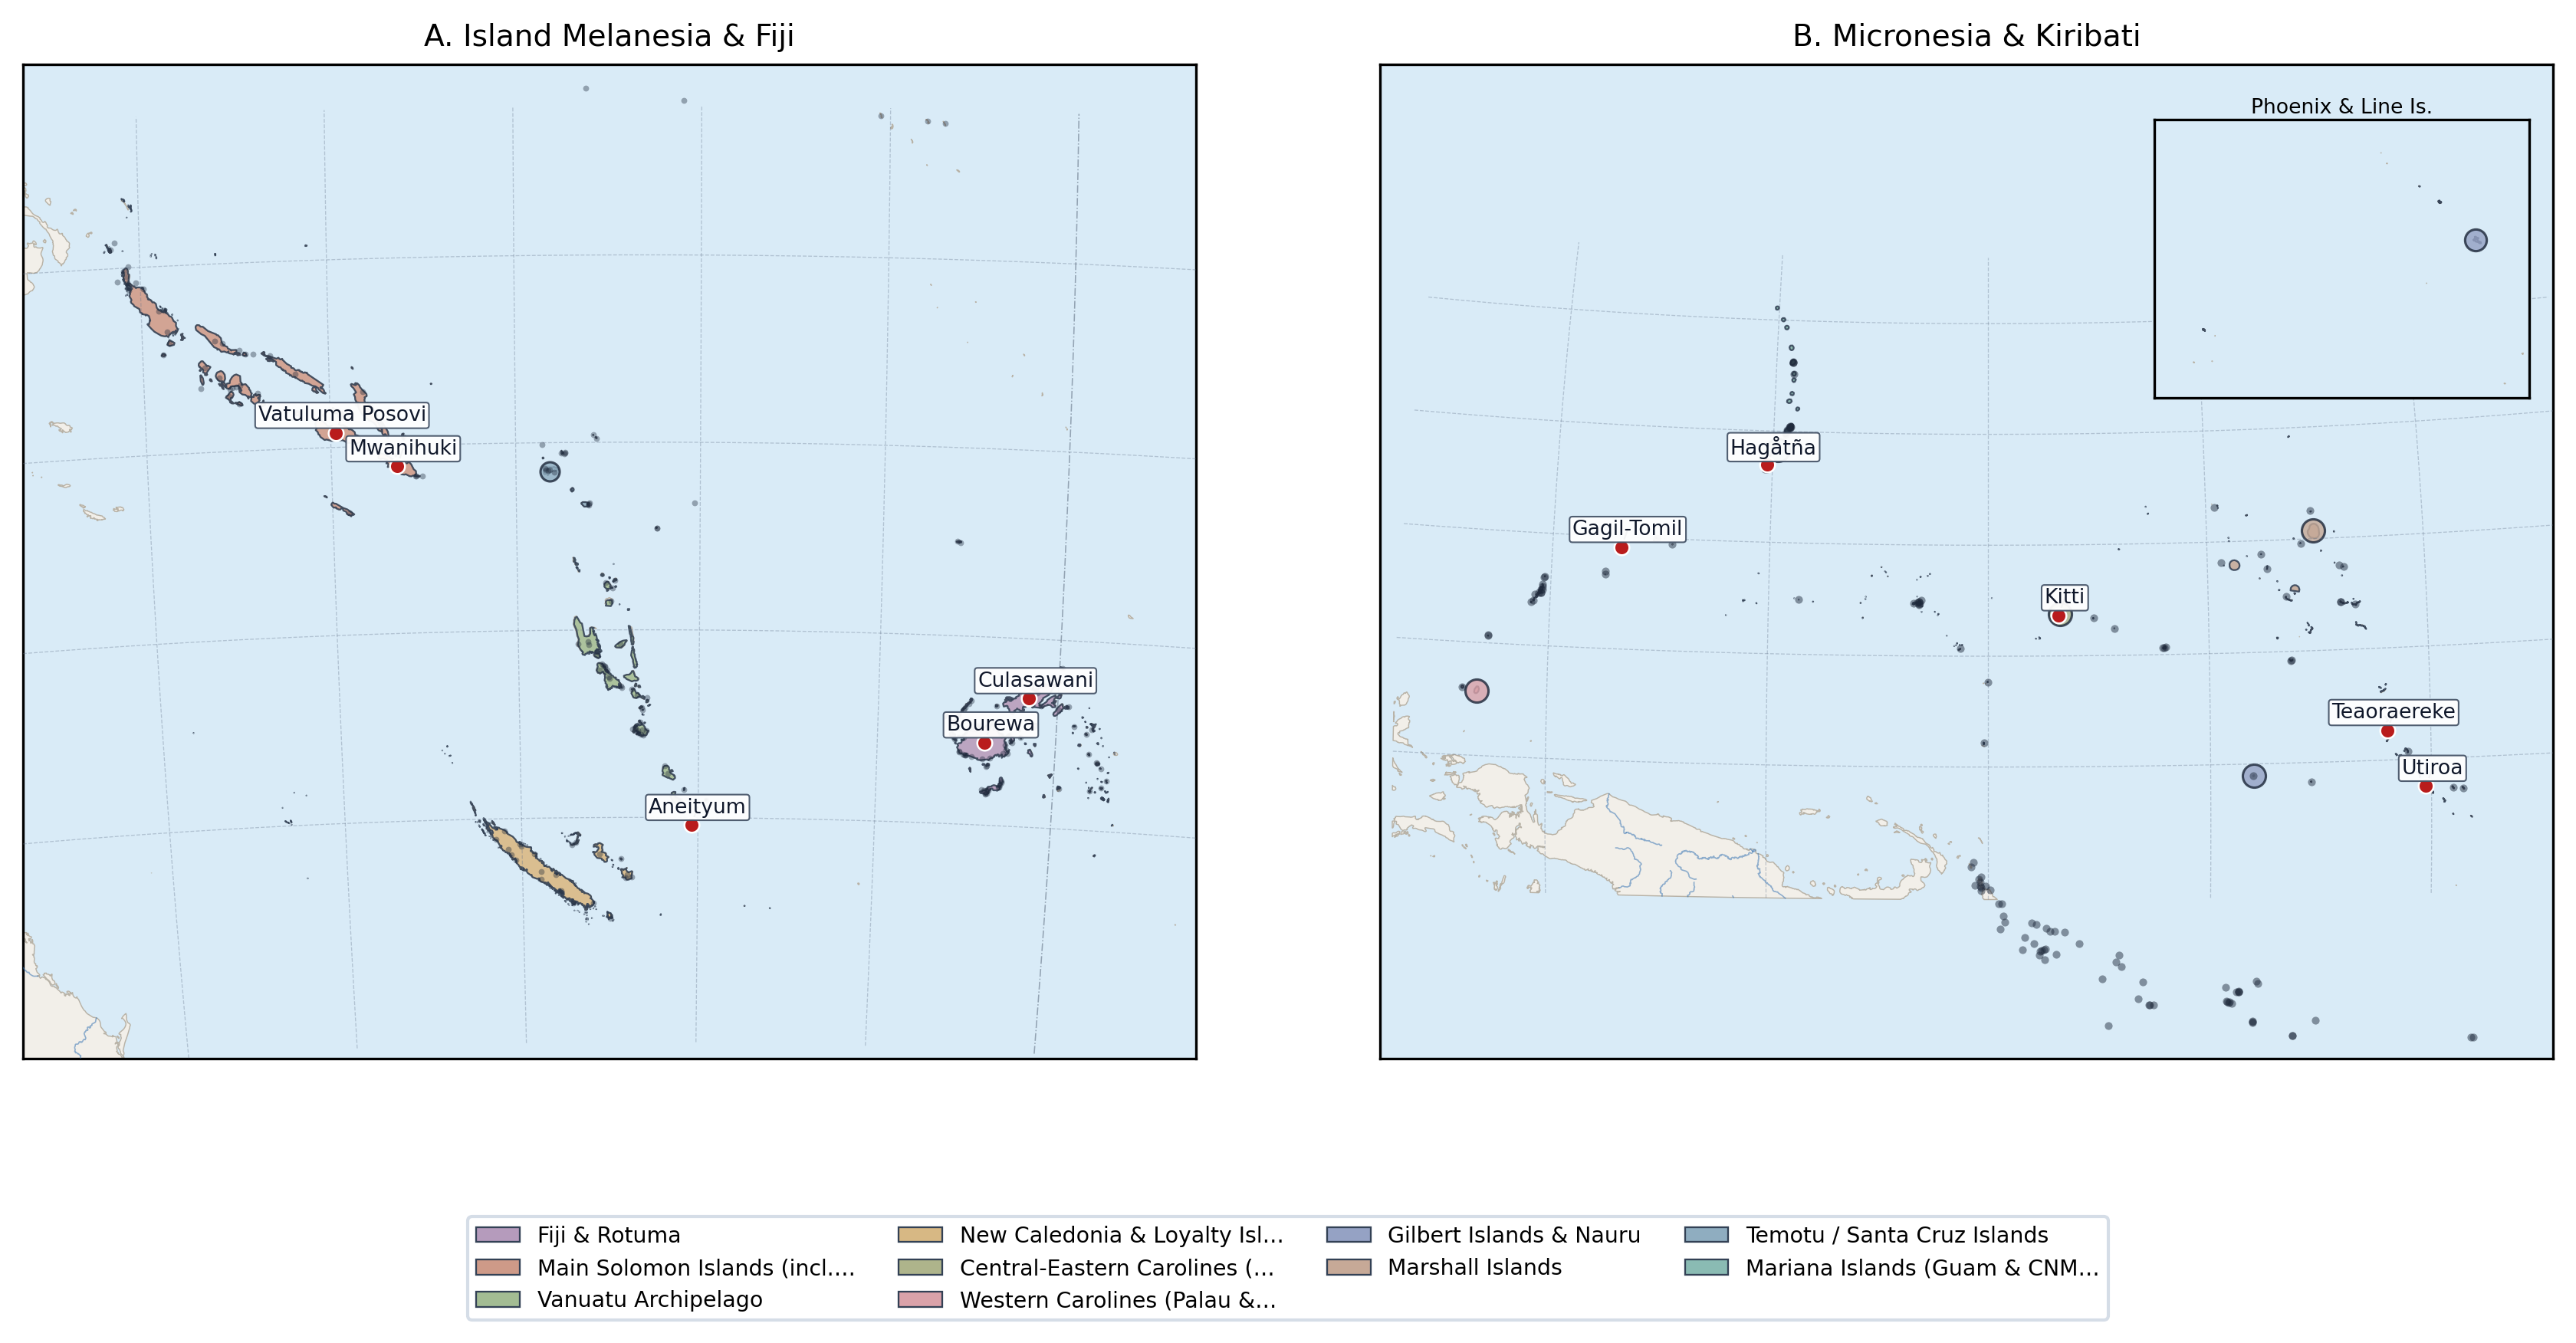 A. Island Melanesia & Fiji
Vatuluma Posovi
Mwanihuki
Culasawani
Bourewa
Aneityum
B. Micronesia & Kiribati
Phoenix & Line Is.
Hagåtña
Gagil-Tomil
Kitti
Teaoraereke
Utiroa
Fiji & Rotuma
Main Solomon Islands (incl....
Vanuatu Archipelago
New Caledonia & Loyalty Isl...
Central-Eastern Carolines (...
Western Carolines (Palau &...
Gilbert Islands & Nauru
Marshall Islands
Temotu / Santa Cruz Islands
Mariana Islands (Guam & CNM...